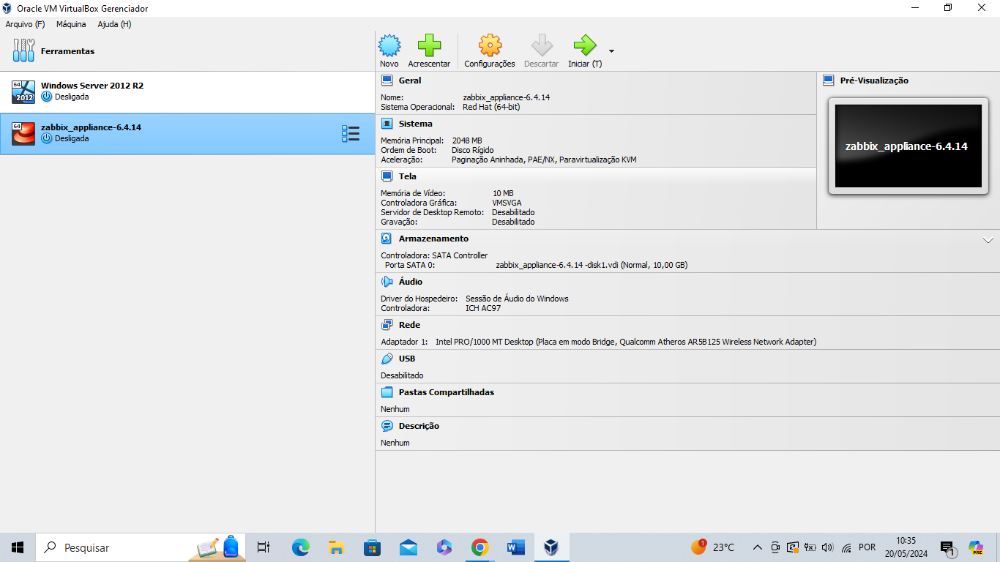 Oracle VM VirtualBox Gerenciador
Arquivo (F) Máquina Ajuda (H)
Ferramentas
64
2012
Windows Server 2012 R2
Desligada
64
zabbix_appliance-6.4.14
Desligada
Novo Acrescentar Configurações Descartar Iniciar (T)
Geral
Nome: zabbix_appliance-6.4.14
Sistema Operacional: Red Hat (64-bit)
Sistema
Memória Principal: 2048 MB
Ordem de Boot: Disco Rígido
Aceleração: Paginação Aninhada, PAE/NX, Paravirtualização KVM
Tela
Memória de Vídeo: 10 MB
Controladora Gráfica: VMSVGA
Servidor de Desktop Remoto: Desabilitado
Gravação: Desabilitado
Pré-Visualização
zabbix_appliance-6.4.14
Armazenamento
Controladora: SATA Controller
Porta SATA 0: zabbix_appliance-6.4.14 -disk1.vdi (Normal, 10,00 GB)
Áudio
Driver do Hospedeiro: Sessão de Áudio do Windows
Controladora: ICH AC97
Rede
Adaptador 1: Intel PRO/1000 MT Desktop (Placa em modo Bridge, Qualcomm Atheros AR5B125 Wireless Network Adapter)
USB
Desabilitado
Pastas Compartilhadas
Nenhum
Descrição
Nenhum
Pesquisar
1
23°C
POR
10:35
20/05/2024
1
PRE